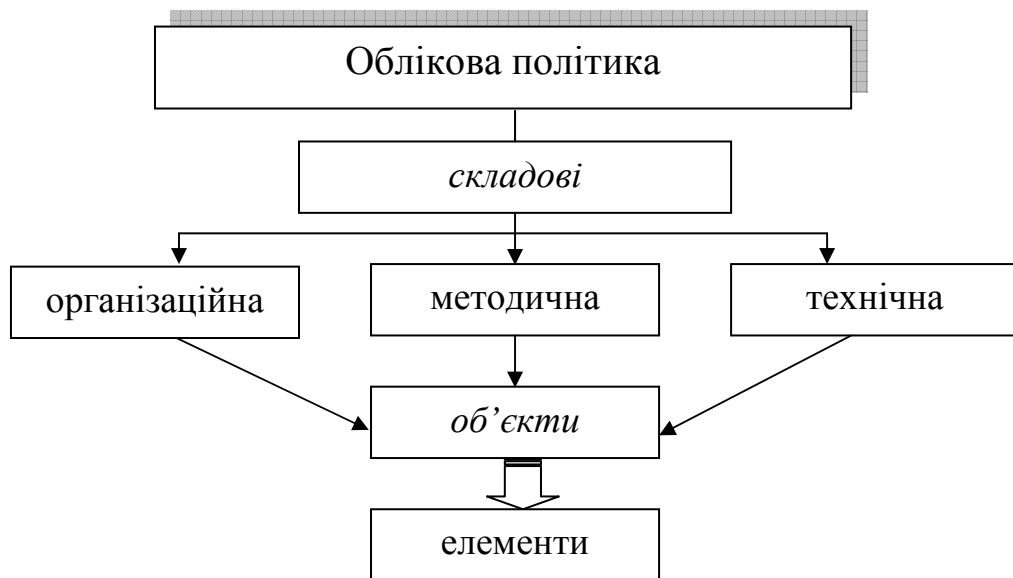 Облікова політика
складові
організаційна
методична
технічна
об’єкти
елементи